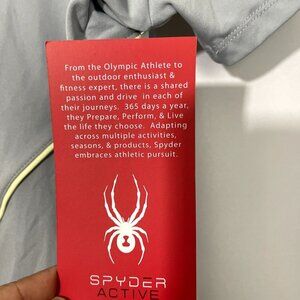 From the Olympic Athlete to
the outdoor enthusiast &
fitness expert, there is a shared
passion and drive in each of
their journeys. 365 days a year,
they Prepare, Perform, & Live
the life they choose. Adapting
across multiple activities,
seasons, & products, Spyder
embraces athletic pursuit.
SPYDER
ACTIVE